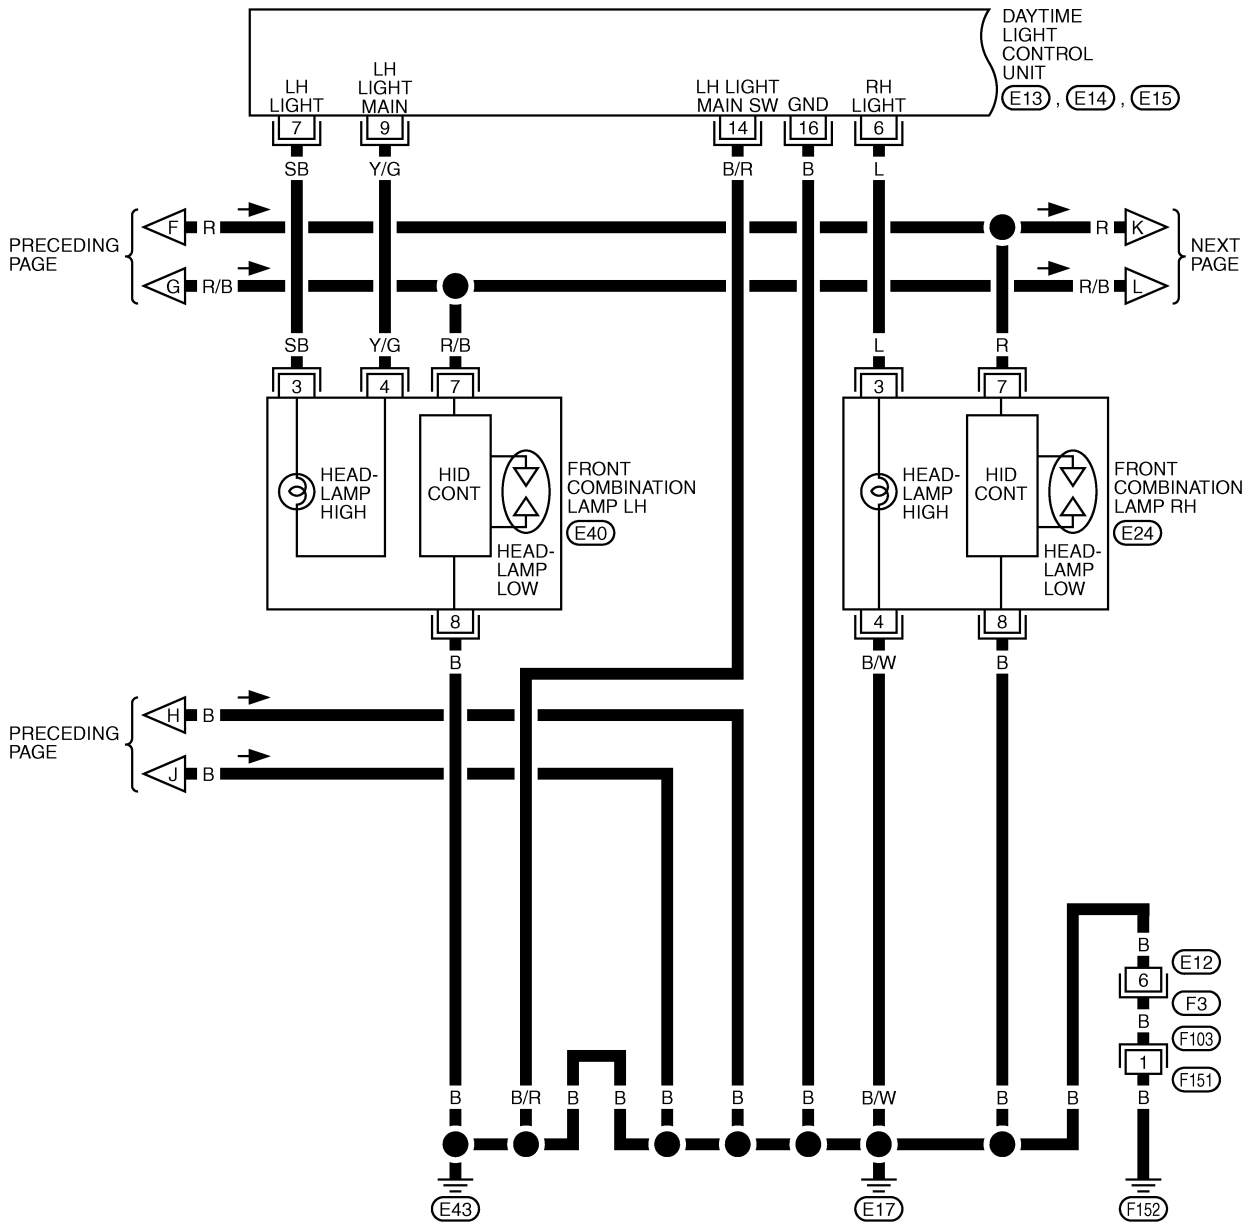 DAYTIME
LIGHT
CONTROL
UNIT
E13 , E14 , E15
LH
LIGHT
LH
LIGHT
MAIN
LH LIGHT
MAIN SW
GND
RH
LIGHT
7
9
14
16
6
SB
Y/G
B/R
B
L
PRECEDING
PAGE
F
R
R
K
G
R/B
R/B
L
NEXT
PAGE
SB
Y/G
R/B
L
R
3
4
7
3
7
HEAD-
LAMP
HIGH
HID
CONT
HEAD-
LAMP
LOW
FRONT
COMBINATION
LAMP LH
E40
HEAD-
LAMP
HIGH
HID
CONT
HEAD-
LAMP
LOW
FRONT
COMBINATION
LAMP RH
E24
8
4
8
B
B/W
B
PRECEDING
PAGE
H
B
J
B
B
E12
6
F3
B
F103
1
F151
B
B/R
B
B
B
B
B
B/W
B
B
B
E43
E17
F152